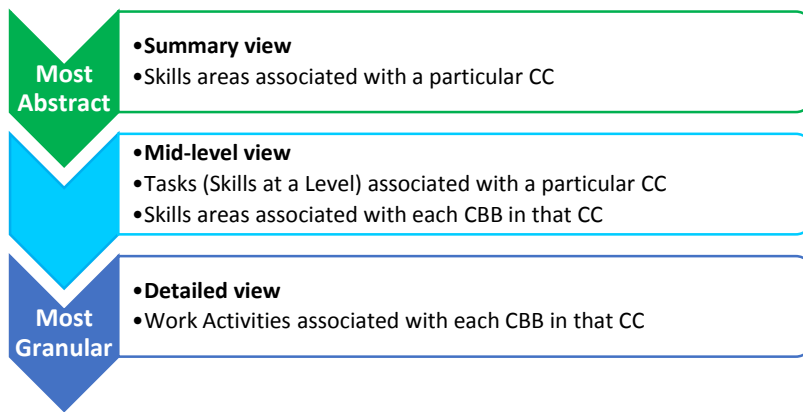 Most
Abstract
•Summary view
•Skills areas associated with a particular CC
•Mid-level view
•Tasks (Skills at a Level) associated with a particular CC
•Skills areas associated with each CBB in that CC
Most
Granular
•Detailed view
•Work Activities associated with each CBB in that CC